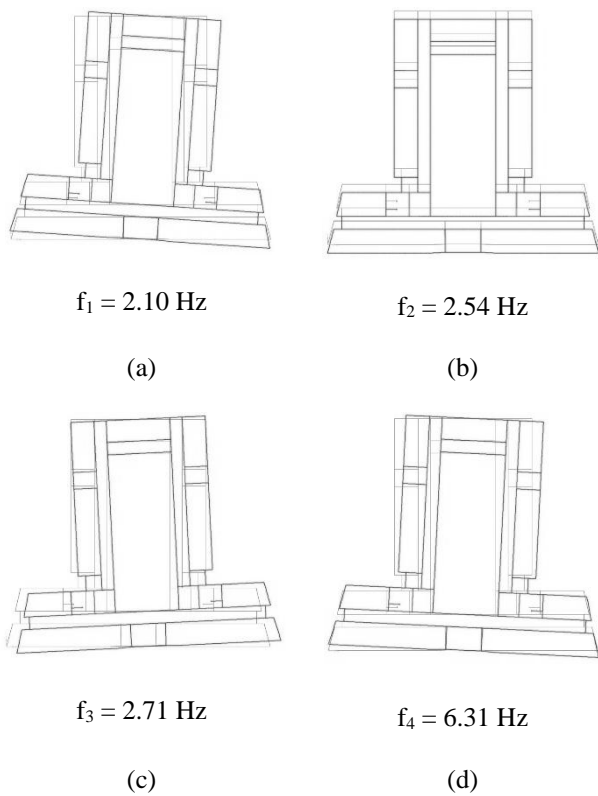 f₁ = 2.10 Hz
f₂ = 2.54 Hz
(a)
(b)
f₃ = 2.71 Hz
f₄ = 6.31 Hz
(c)
(d)